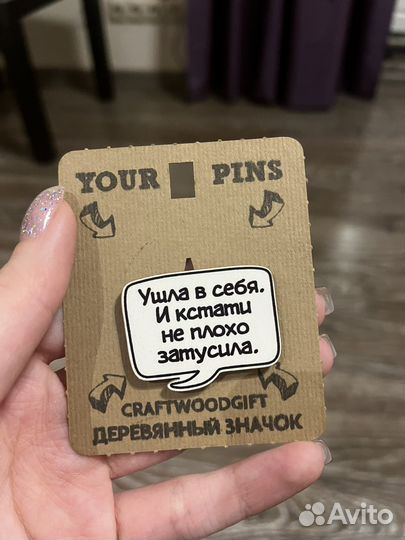 YOUR PINS
Ушла в себя.
И кстати
не плохо
затусила.
CRAFTWOODGIFT
ДЕРЕВЯННЫЙ ЗНАЧОК
Avito